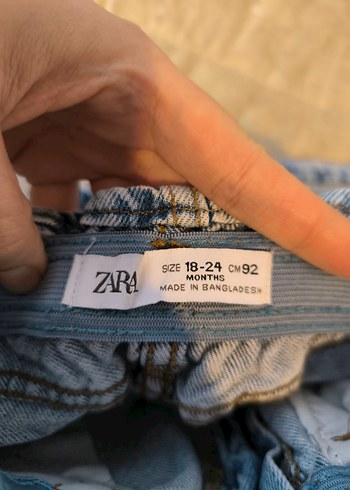 ZARA
SIZE 18-24 CM 92
MONTHS
MADE IN BANGLADESH